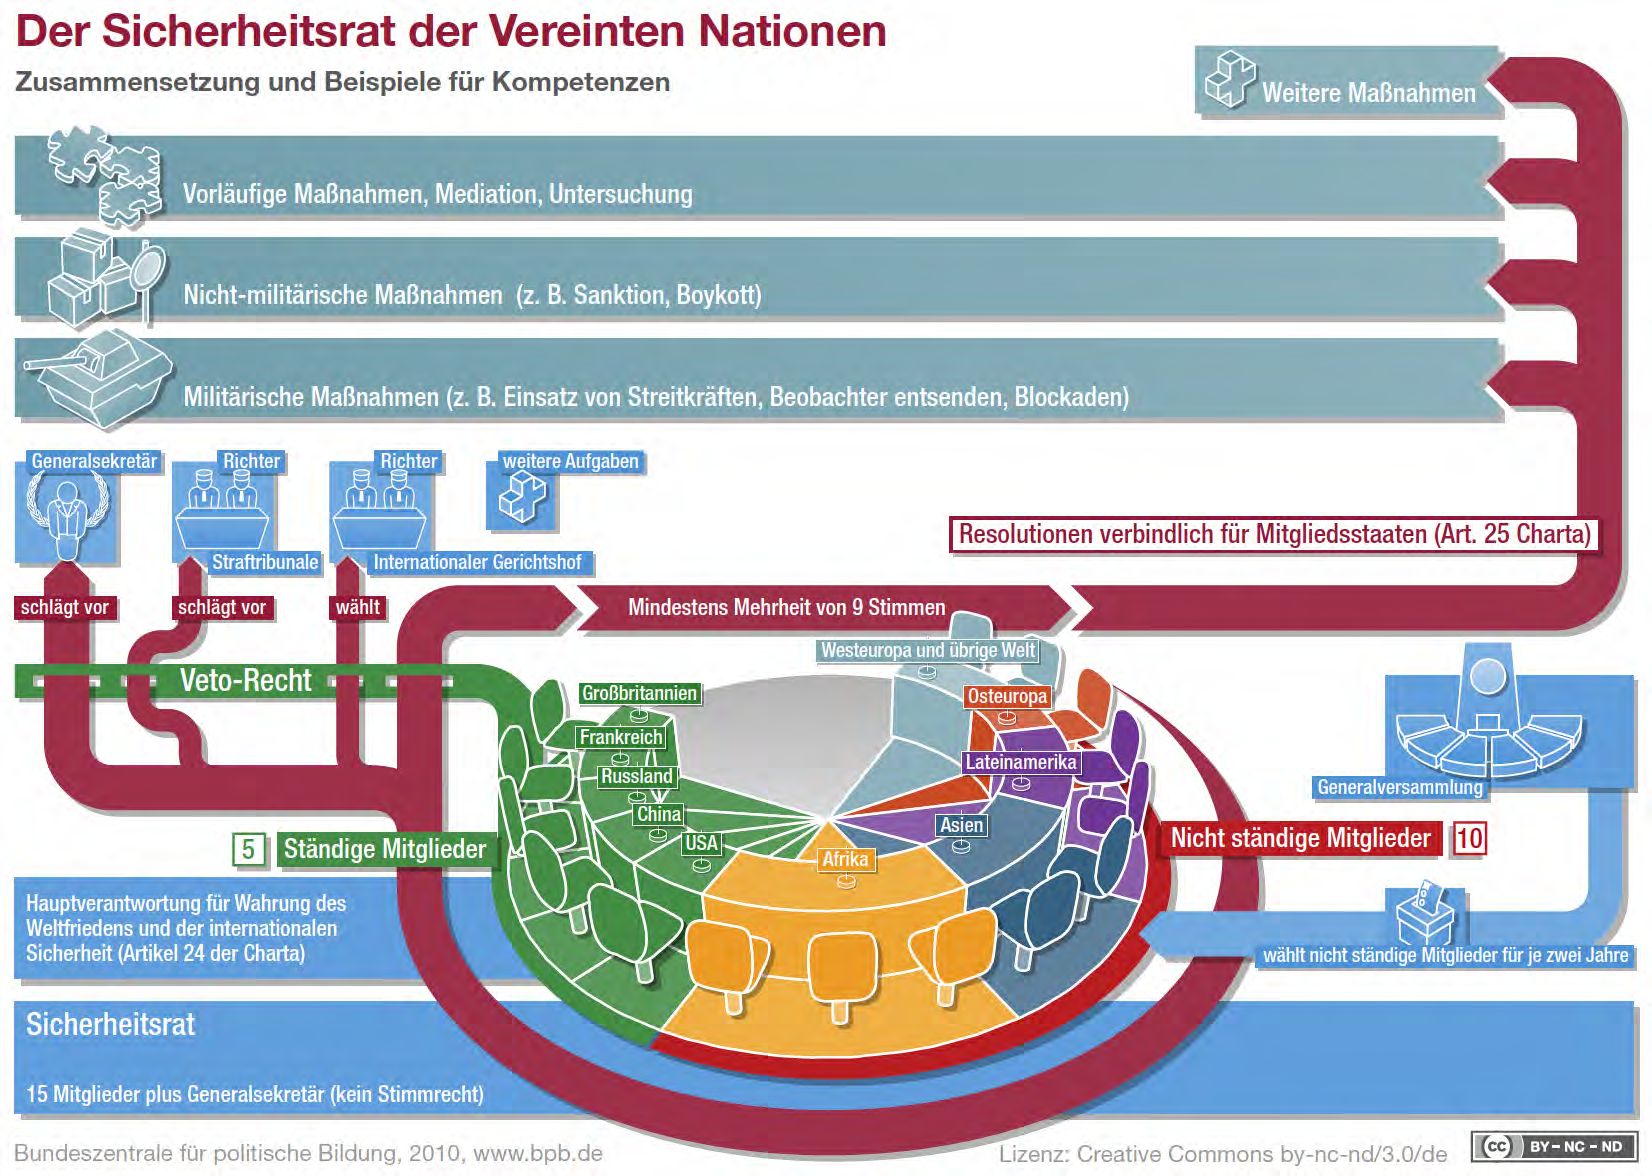 Der Sicherheitsrat der Vereinten Nationen
Zusammensetzung und Beispiele für Kompetenzen
Weitere Maßnahmen
Vorläufige Maßnahmen, Mediation, Untersuchung
Nicht-militärische Maßnahmen (z. B. Sanktion, Boykott)
Militärische Maßnahmen (z. B. Einsatz von Streitkräften, Beobachter entsenden, Blockaden)
Generalsekretär
Richter
Richter
weitere Aufgaben
Straftribunale
Internationaler Gerichtshof
Resolutionen verbindlich für Mitgliedsstaaten (Art. 25 Charta)
schlägt vor
schlägt vor
wählt
Mindestens Mehrheit von 9 Stimmen
Veto-Recht
Westeuropa und übrige Welt
Großbritannien
Osteuropa
Frankreich
Lateinamerika
Russland
China
Asien
USA
Afrika
Generalversammlung
5 Ständige Mitglieder
Nicht ständige Mitglieder 10
Hauptverantwortung für Wahrung des
Weltfriedens und der internationalen
Sicherheit (Artikel 24 der Charta)
wählt nicht ständige Mitglieder für je zwei Jahre
Sicherheitsrat
15 Mitglieder plus Generalsekretär (kein Stimmrecht)
Bundeszentrale für politische Bildung, 2010, www.bpb.de
Lizenz: Creative Commons by-nc-nd/3.0/de
cc BY - NC - ND